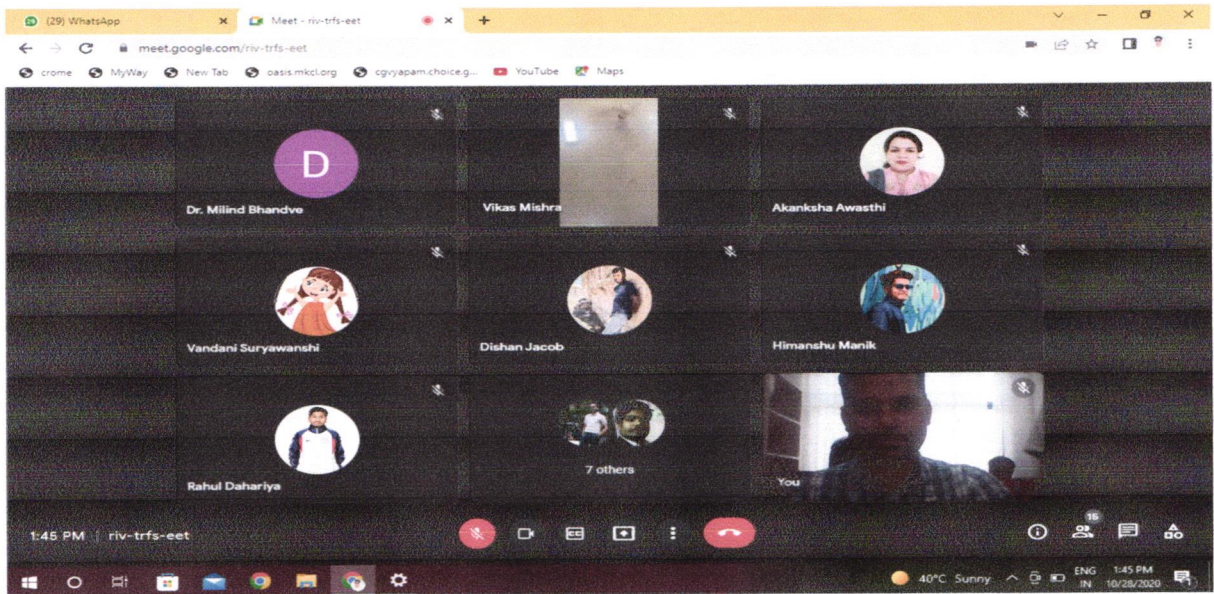 29 (29) WhatsApp
Meet - riv-trfs-eet
meet.google.com/riv-trfs-eet
crome MyWay New Tab oasis.mkcl.org cgvyapam.choice.g... YouTube Maps
D
Dr. Milind Bhandve
Vikas Mishra
Akanksha Awasthi
Vandani Suryawanshi
Dishan Jacob
Himanshu Manik
Rahul Dahariya
7 others
You
1:45 PM | riv-trfs-eet
CC
15
40°C Sunny
ENG
IN
1:45 PM
10/28/2020